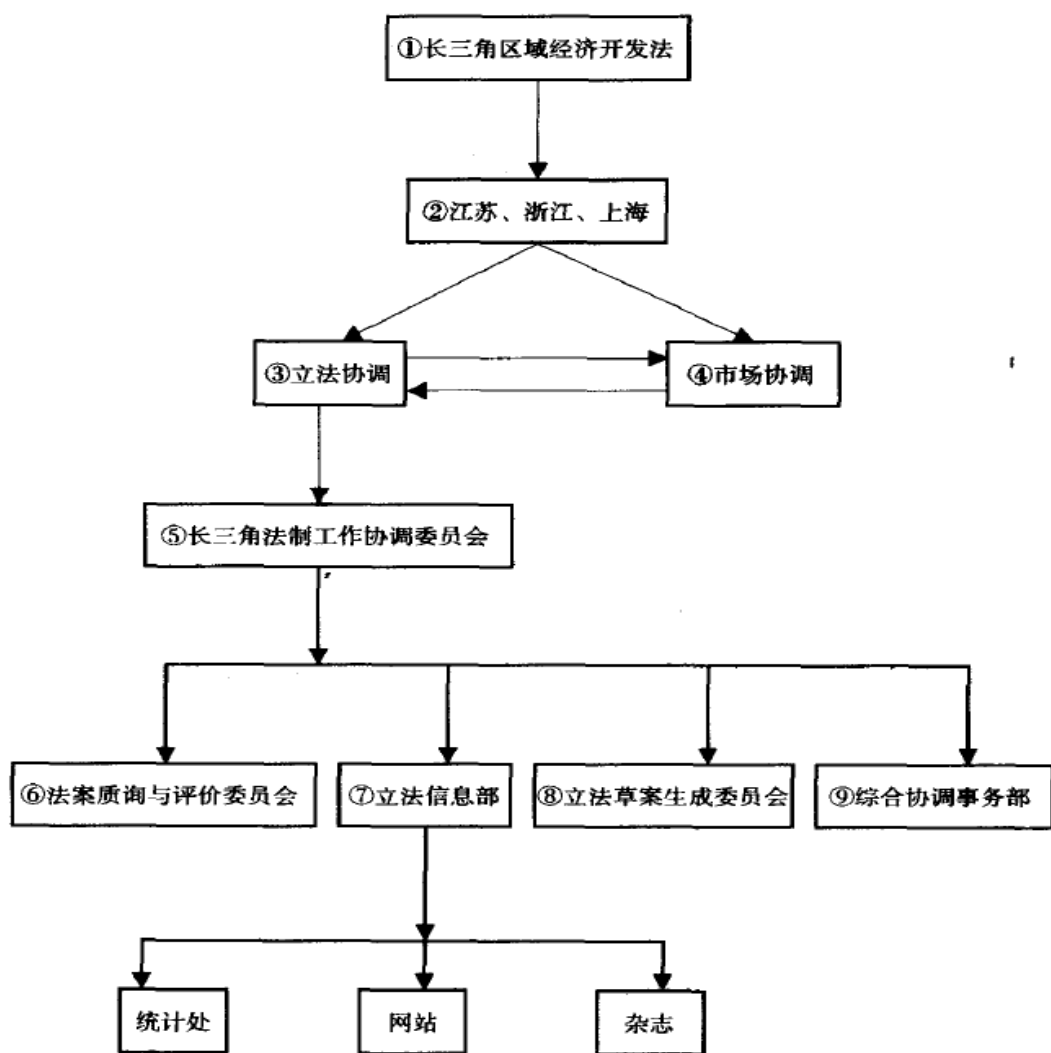 ①长三角区域经济开发法
②江苏、浙江、上海
③立法协调
④市场协调
⑤长三角法制工作协调委员会
⑥法案质询与评价委员会
⑦立法信息部
⑧立法草案生成委员会
⑨综合协调事务部
统计处
网站
杂志